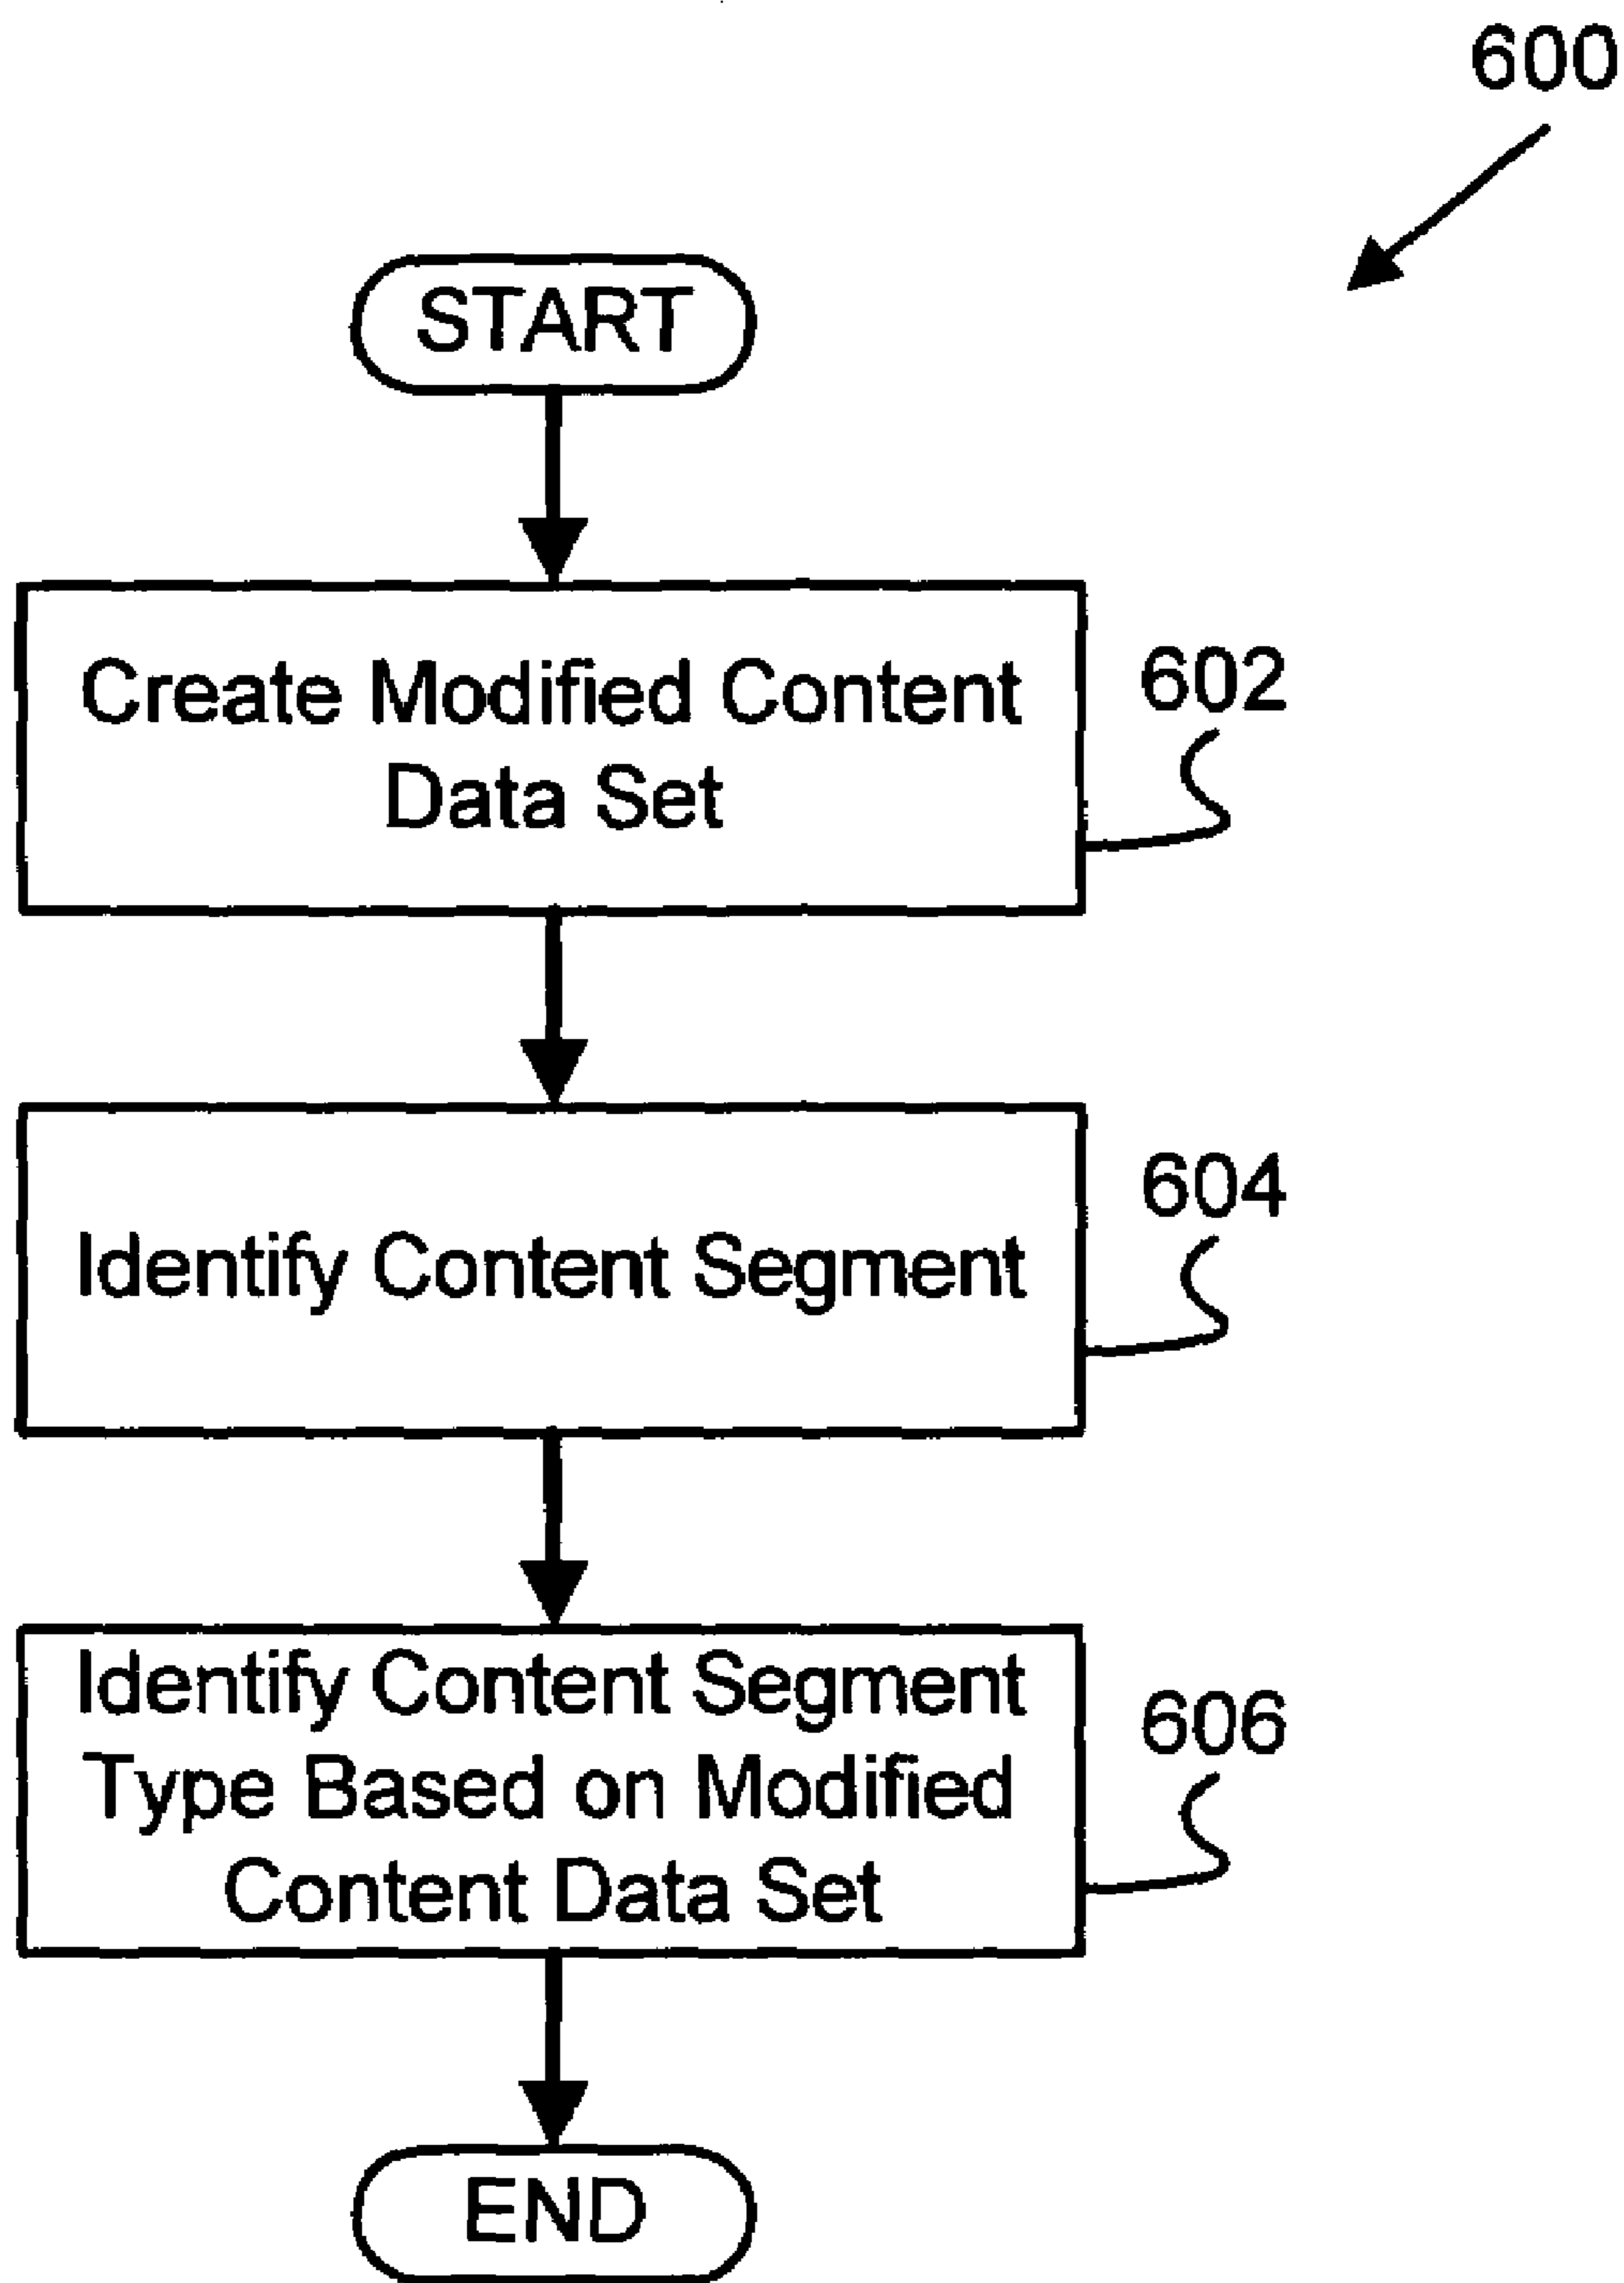 600
START
Create Modified Content
Data Set
602
Identify Content Segment
604
Identify Content Segment
Type Based on Modified
Content Data Set
606
END